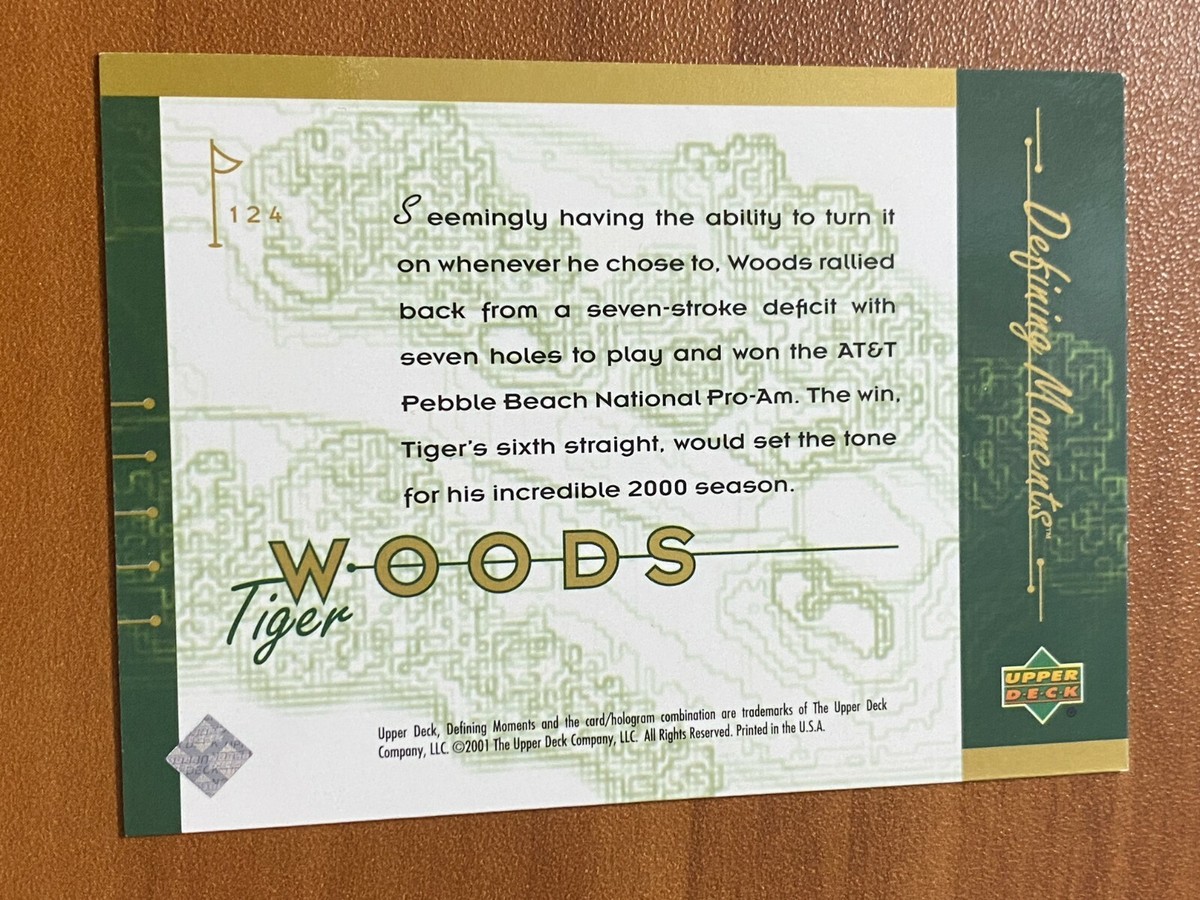 124
Seemingly having the ability to turn it
on whenever he chose to, Woods rallied
back from a seven-stroke deficit with
seven holes to play and won the AT&T
Pebble Beach National Pro-Am. The win,
Tiger's sixth straight, would set the tone
for his incredible 2000 season.
WOODS
Tiger
Upper Deck, Defining Moments and the card/hologram combination are trademarks of The Upper Deck
Company, LLC. ©2001 The Upper Deck Company, LLC. All Rights Reserved. Printed in the U.S.A.
Defining Moments™
UPPER
D·E·C·K
®